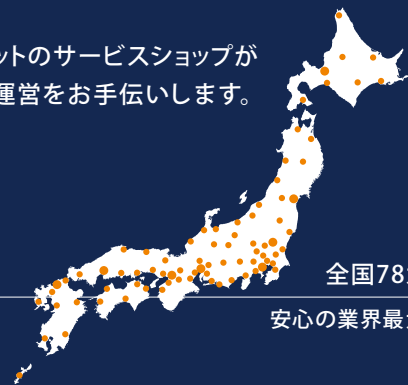 ットのサービスショップが
運営をお手伝いします。
全国78
安心の業界最